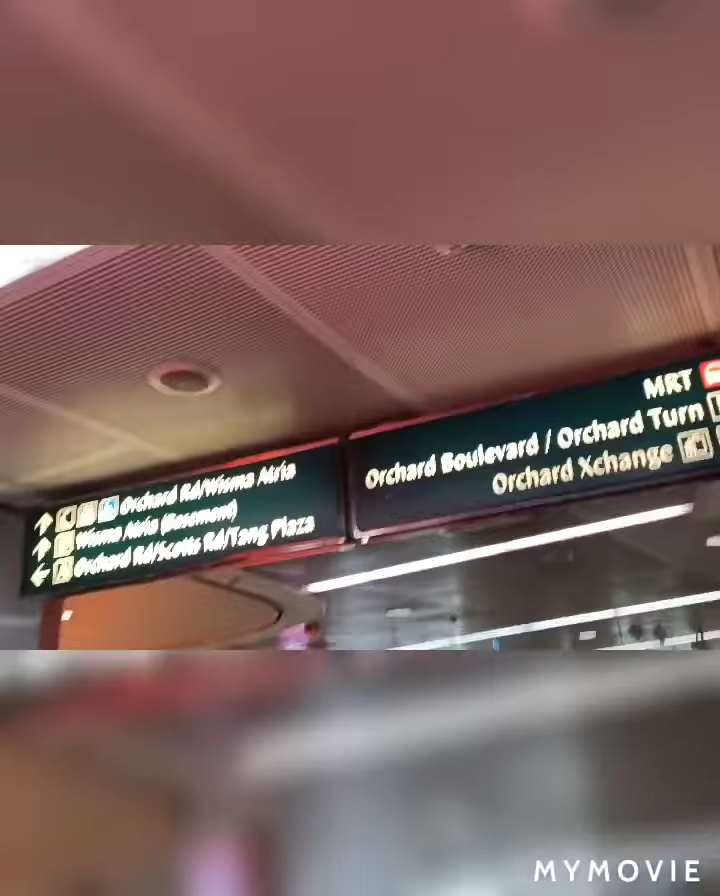 Orchard Rd/Wisma Atria
Wisma Atria (Basement)
Orchard Rd/Scotts Rd/Tang Plaza
MRT
Orchard Boulevard / Orchard Turn
Orchard Xchange
MYMOVIE